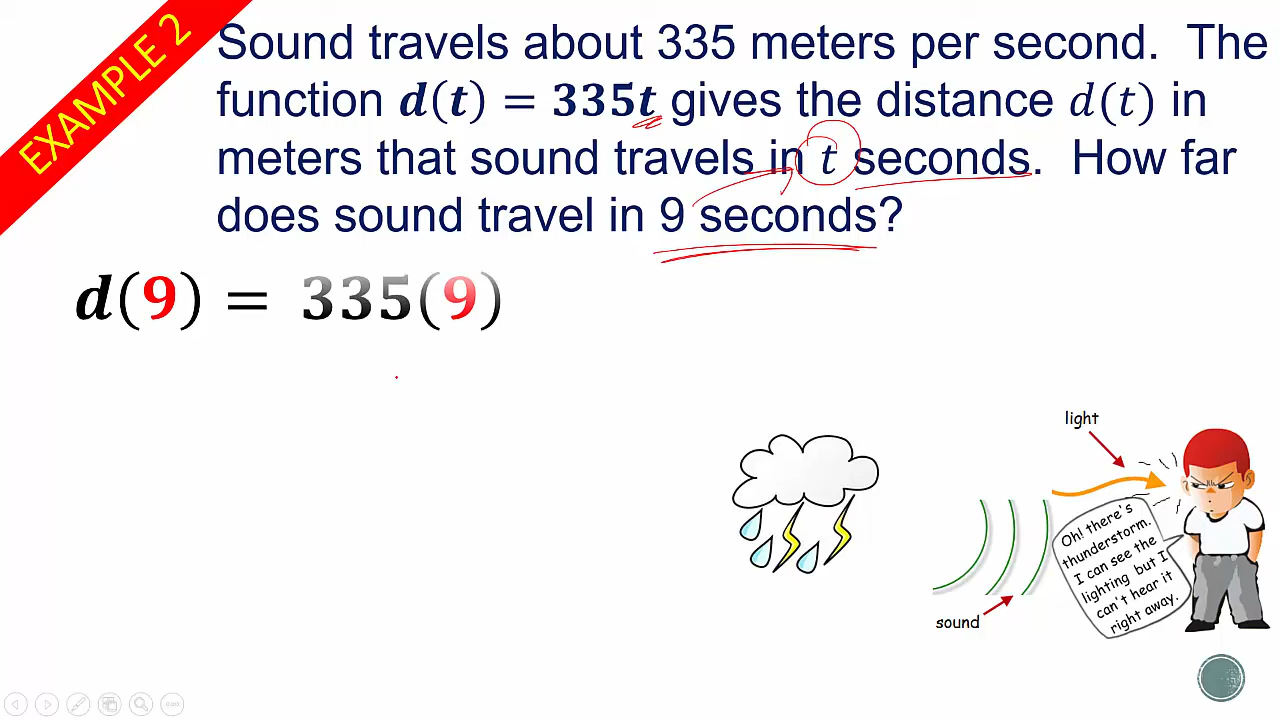 EXAMPLE 2
Sound travels about 335 meters per second. The
function d(t) = 335t gives the distance d(t) in
meters that sound travels in t seconds. How far
does sound travel in 9 seconds?
d(9) = 335(9)
light
Oh! there's
thunderstorm.
I can see the
lighting but I
can't hear it
right away.
sound